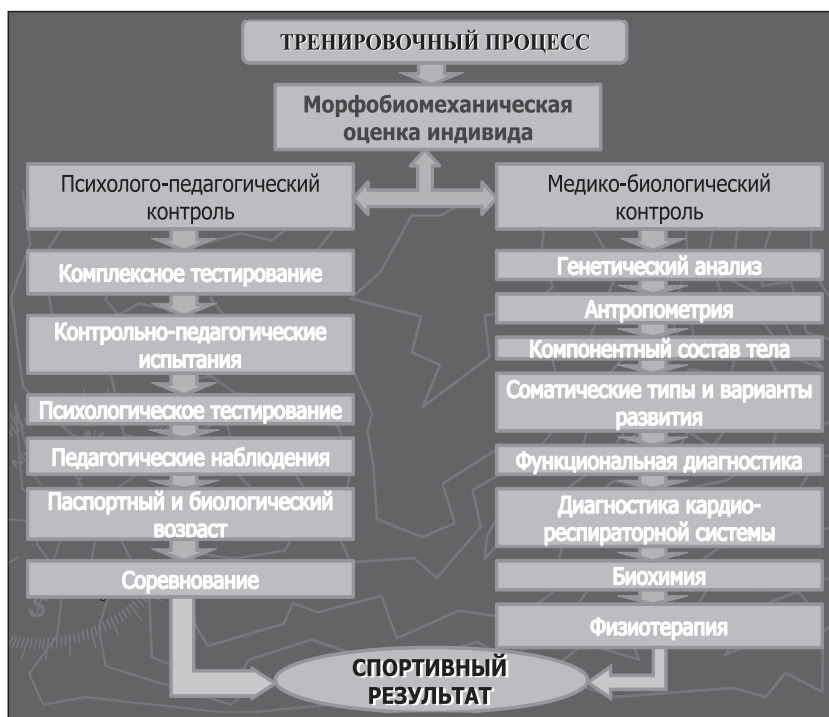 ТРЕНИРОВОЧНЫЙ ПРОЦЕСС
Морфобиомеханическая
оценка индивида
Психолого-педагогический
контроль
Комплексное тестирование
Контрольно-педагогические
испытания
Психологическое тестирование
Педагогические наблюдения
Паспортный и биологический
возраст
Соревнование
Медико-биологический
контроль
Генетический анализ
Антропометрия
Компонентный состав тела
Соматические типы и варианты
развития
Функциональная диагностика
Диагностика кардио-
респираторной системы
Биохимия
Физиотерапия
СПОРТИВНЫЙ
РЕЗУЛЬТАТ